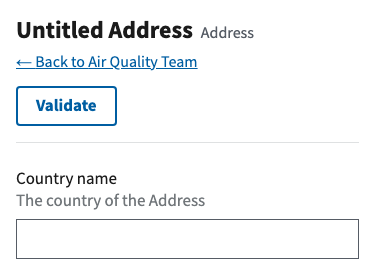 Untitled Address Address
← Back to Air Quality Team
Validate
Country name
The country of the Address